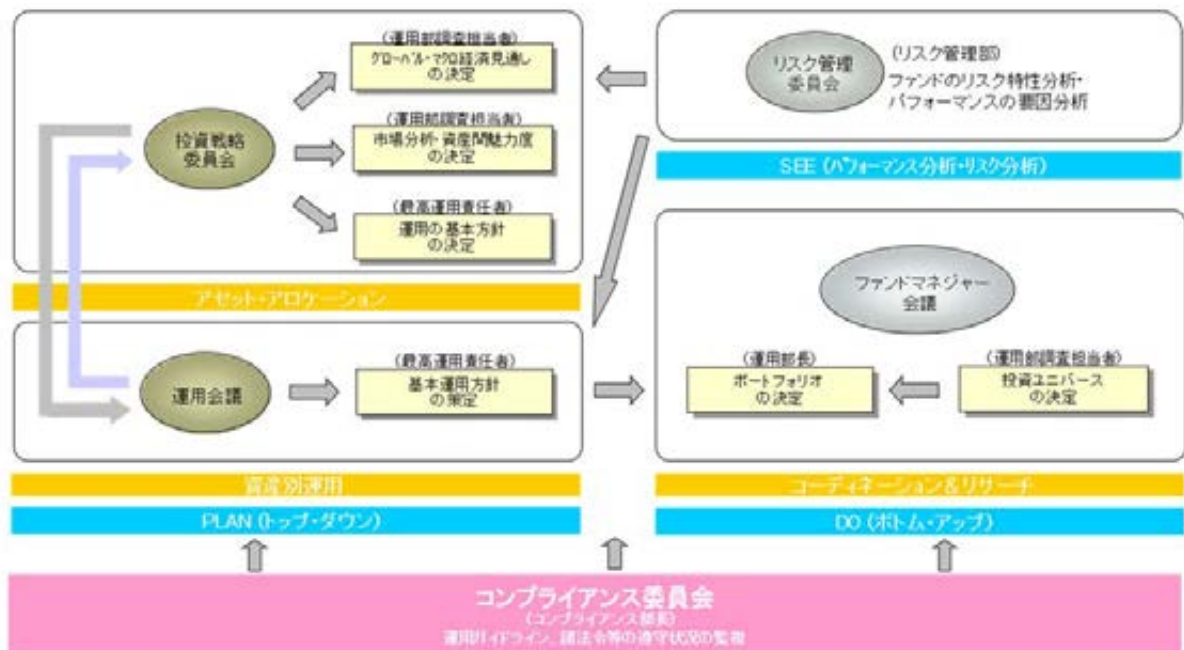 (運用部調査担当者)
グローバル・マクロ経済見通し
の決定
投資戦略
委員会
(運用部調査担当者)
市場分析・資産間魅力度
の決定
(最高運用責任者)
運用の基本方針
の決定
アセット・アロケーション
運用会議
(最高運用責任者)
基本運用方針
の策定
資産別運用
PLAN (トップ・ダウン)
リスク管理
委員会
(リスク管理部)
ファンドのリスク特性分析・
パフォーマンスの要因分析
SEE (パフォーマンス分析・リスク分析)
ファンドマネジャー
会議
(運用部長)
ポートフォリオ
の決定
(運用部調査担当者)
投資ユニバース
の決定
コーディネーション&リサーチ
DO (ボトム・アップ)
コンプライアンス委員会
(コンプライアンス部長)
運用ガイドライン、諸法令等の遵守状況の監視